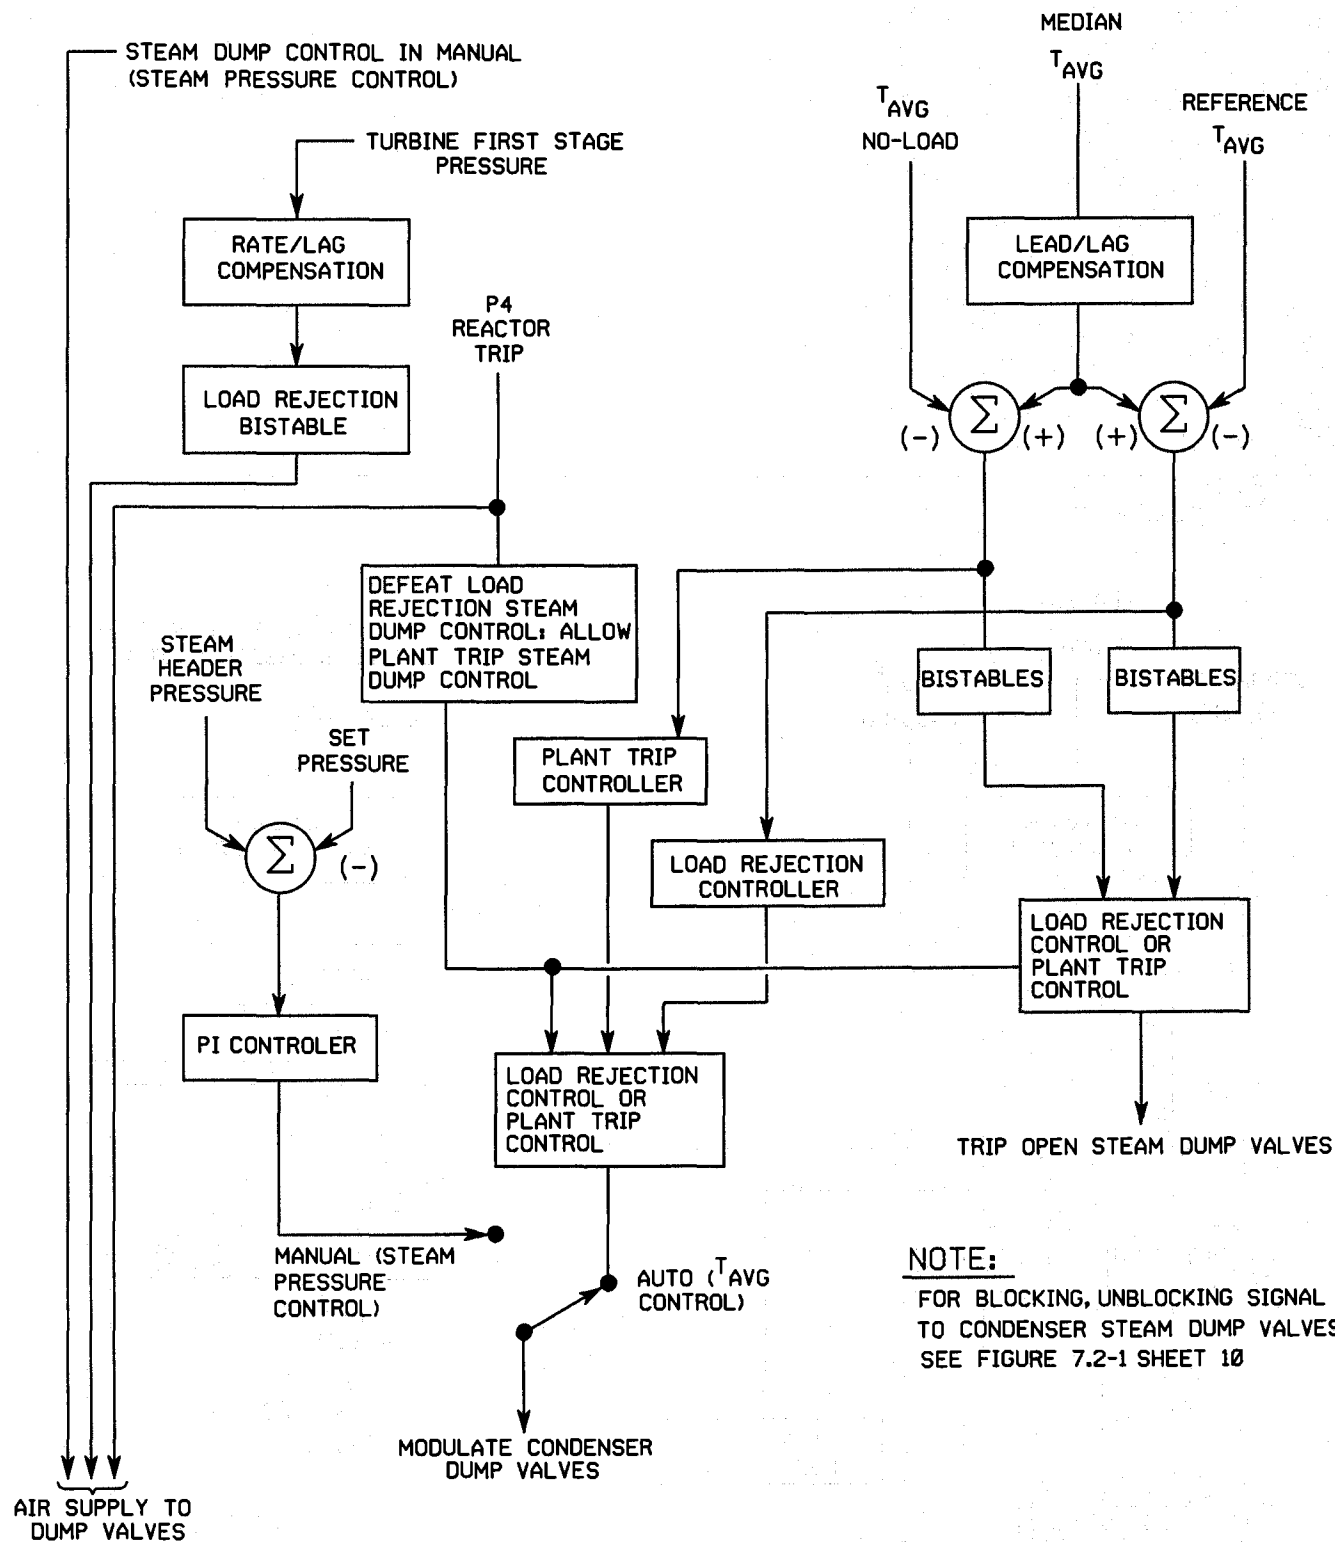 MEDIAN
TAVG
STEAM DUMP CONTROL IN MANUAL
(STEAM PRESSURE CONTROL)
TAVG
NO-LOAD
REFERENCE
TAVG
TURBINE FIRST STAGE
PRESSURE
RATE/LAG
COMPENSATION
LEAD/LAG
COMPENSATION
P4
REACTOR
TRIP
LOAD REJECTION
BISTABLE
Σ
Σ
(-)
(+)
(+)
(-)
DEFEAT LOAD
REJECTION STEAM
DUMP CONTROL: ALLOW
PLANT TRIP STEAM
DUMP CONTROL
STEAM
HEADER
PRESSURE
BISTABLES
BISTABLES
SET
PRESSURE
PLANT TRIP
CONTROLLER
Σ
(-)
LOAD REJECTION
CONTROLLER
LOAD REJECTION
CONTROL OR
PLANT TRIP
CONTROL
PI CONTROLER
LOAD REJECTION
CONTROL OR
PLANT TRIP
CONTROL
TRIP OPEN STEAM DUMP VALVES
MANUAL (STEAM
PRESSURE
CONTROL)
AUTO (TAVG
CONTROL)
NOTE:
FOR BLOCKING, UNBLOCKING SIGNAL
TO CONDENSER STEAM DUMP VALVES
SEE FIGURE 7.2-1 SHEET 10
MODULATE CONDENSER
DUMP VALVES
AIR SUPPLY TO
DUMP VALVES